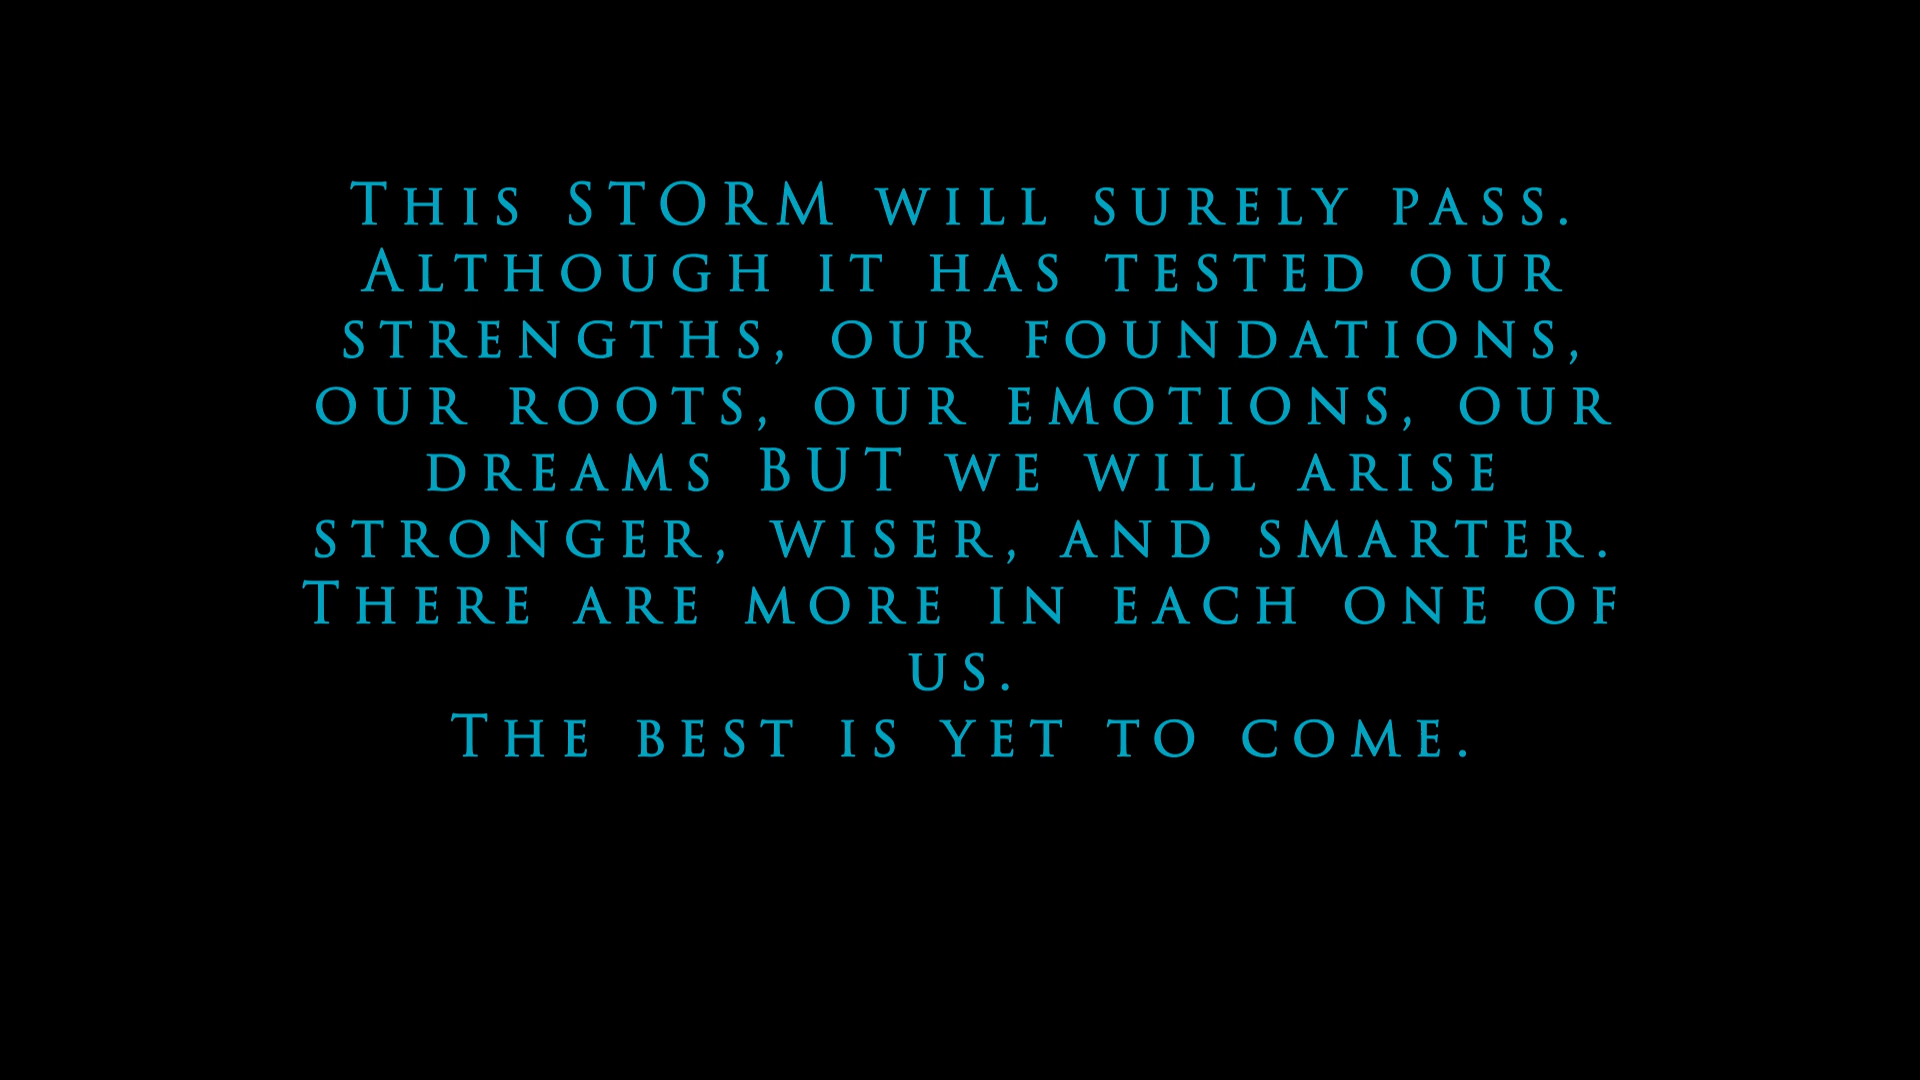 This STORM will surely pass.
Although it has tested our
strengths, our foundations,
our roots, our emotions, our
dreams BUT we will arise
stronger, wiser, and smarter.
There are more in each one of
us.
The best is yet to come.